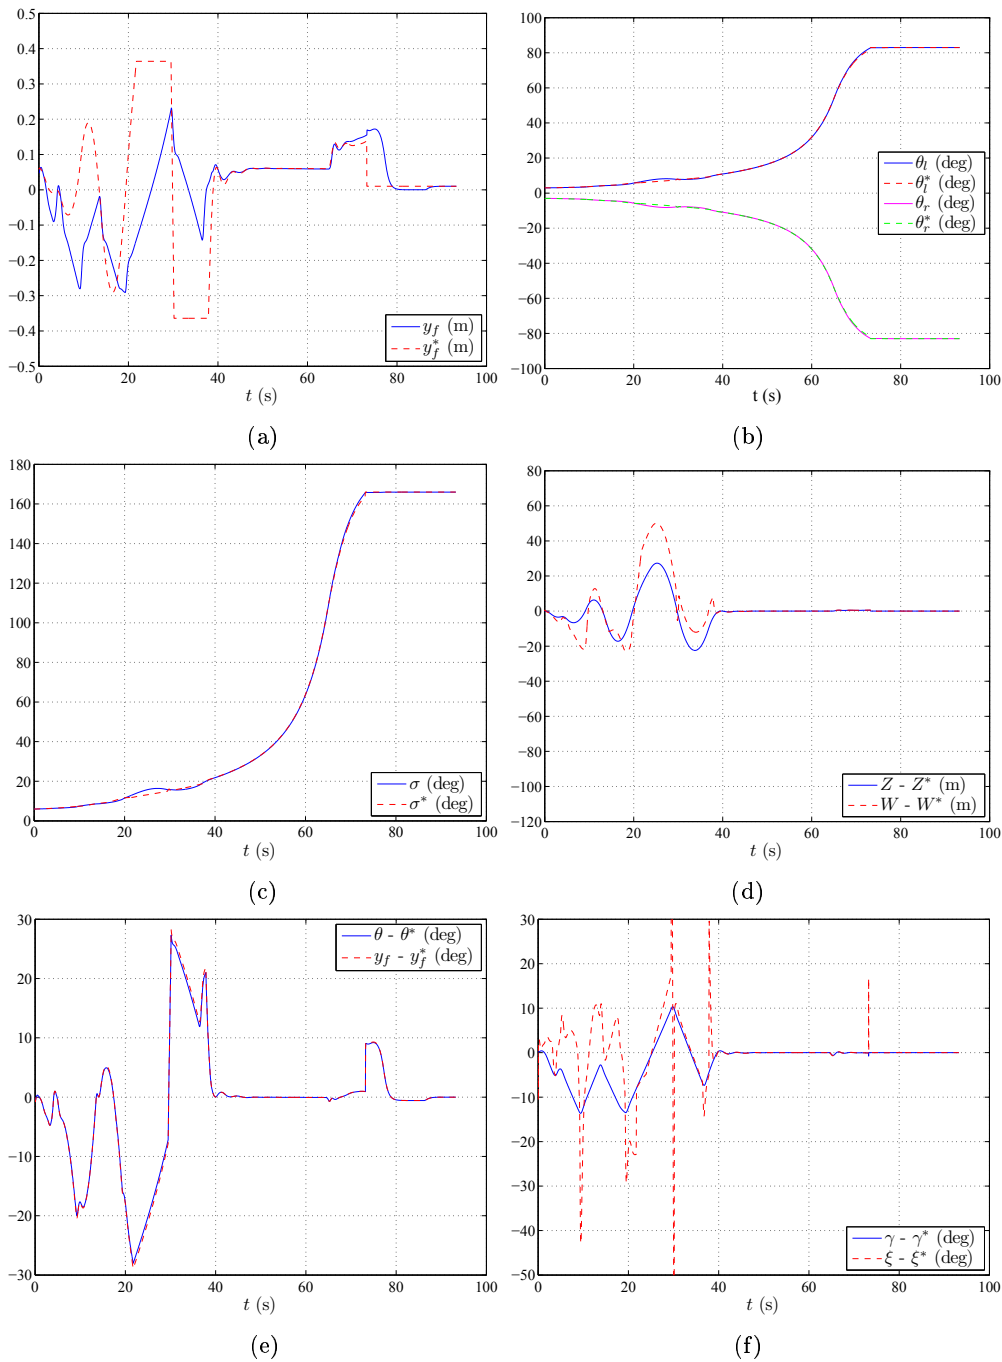 0.5
0.4
0.3
0.2
0.1
0
−0.1
−0.2
−0.3
−0.4
−0.5
0 20 40 60 80 100
t (s)
y_f (m)
y_f^* (m)
(a)
100
80
60
40
20
0
−20
−40
−60
−80
−100
0 20 40 60 80 100
t (s)
θ_l (deg)
θ_l^* (deg)
θ_r (deg)
θ_r^* (deg)
(b)
180
160
140
120
100
80
60
40
20
0
0 20 40 60 80 100
t (s)
σ (deg)
σ^* (deg)
(c)
80
60
40
20
0
−20
−40
−60
−80
−100
−120
0 20 40 60 80 100
t (s)
Z - Z^* (m)
W - W^* (m)
(d)
30
20
10
0
−10
−20
−30
0 20 40 60 80 100
t (s)
θ - θ^* (deg)
y_f - y_f^* (deg)
(e)
30
20
10
0
−10
−20
−30
−40
−50
0 20 40 60 80 100
t (s)
γ - γ^* (deg)
ξ - ξ^* (deg)
(f)